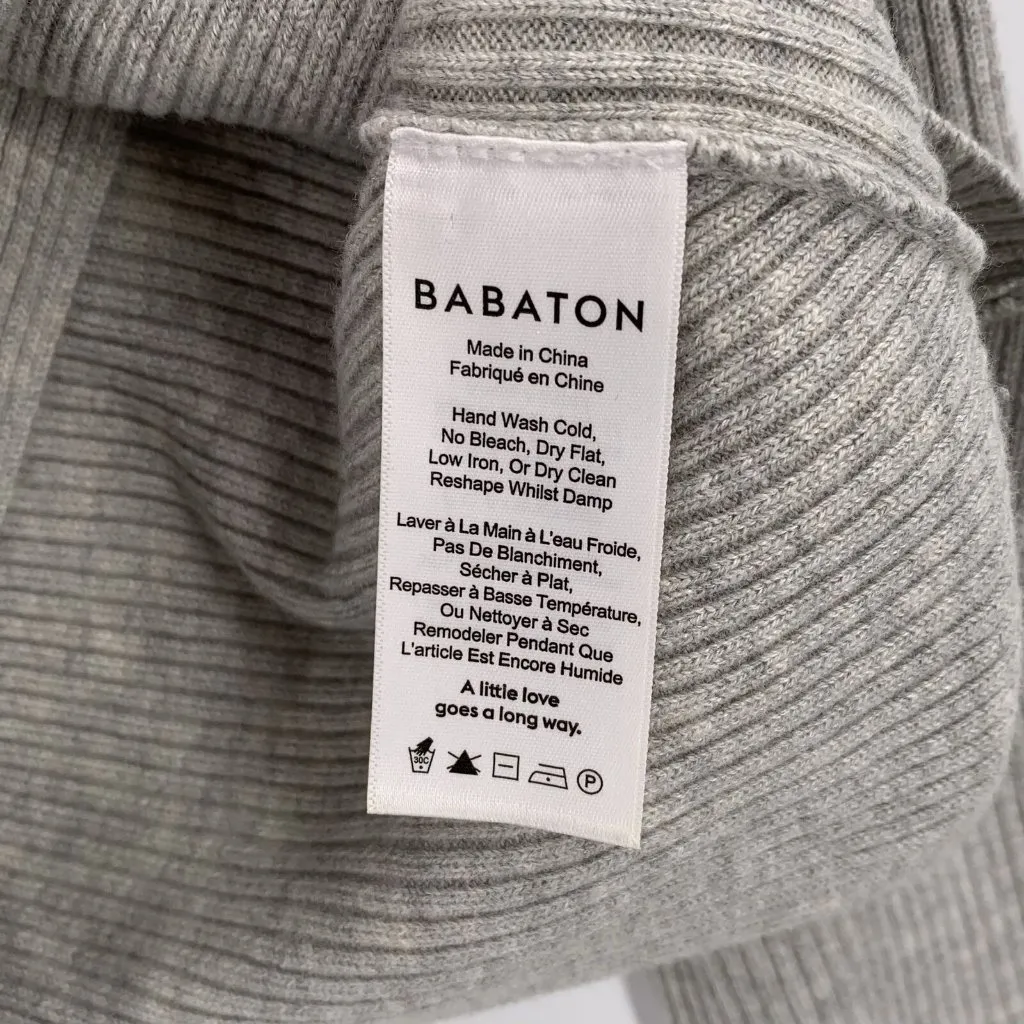 BABATON
Made in China
Fabriqué en Chine
Hand Wash Cold,
No Bleach, Dry Flat,
Low Iron, Or Dry Clean
Reshape Whilst Damp
Laver à La Main à L'eau Froide,
Pas De Blanchiment,
Sécher à Plat,
Repasser à Basse Température,
Ou Nettoyer à Sec
Remodeler Pendant Que
L'article Est Encore Humide
A little love
goes a long way.
30C P